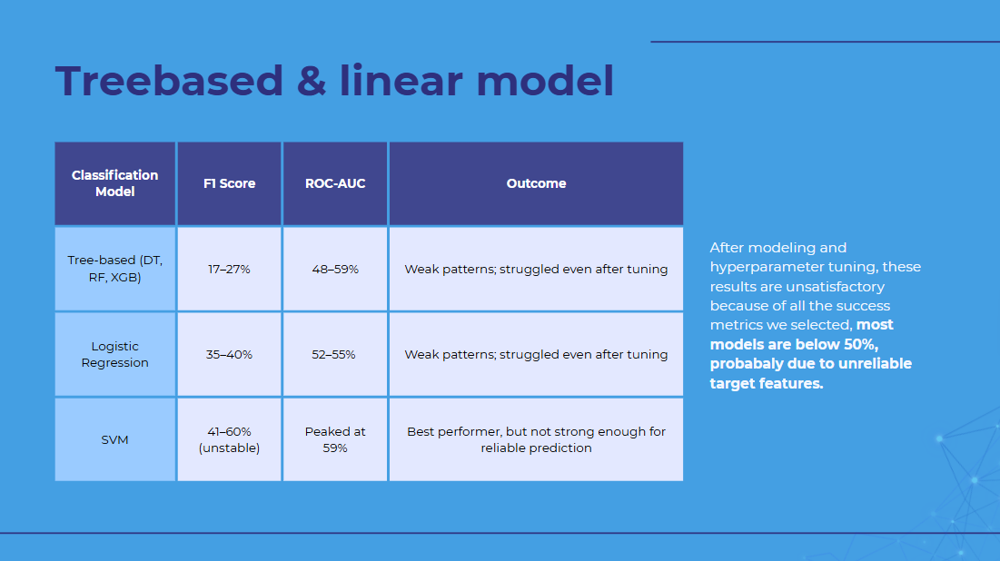 Treebased & linear model
Classification
Model
F1 Score
ROC-AUC
Outcome
Tree-based (DT,
RF, XGB)
17–27%
48–59%
Weak patterns; struggled even after tuning
Logistic
Regression
35–40%
52–55%
Weak patterns; struggled even after tuning
SVM
41–60%
(unstable)
Peaked at
59%
Best performer, but not strong enough for
reliable prediction
After modeling and
hyperparameter tuning, these
results are unsatisfactory
because of all the success
metrics we selected, most
models are below 50%,
probabaly due to unreliable
target features.